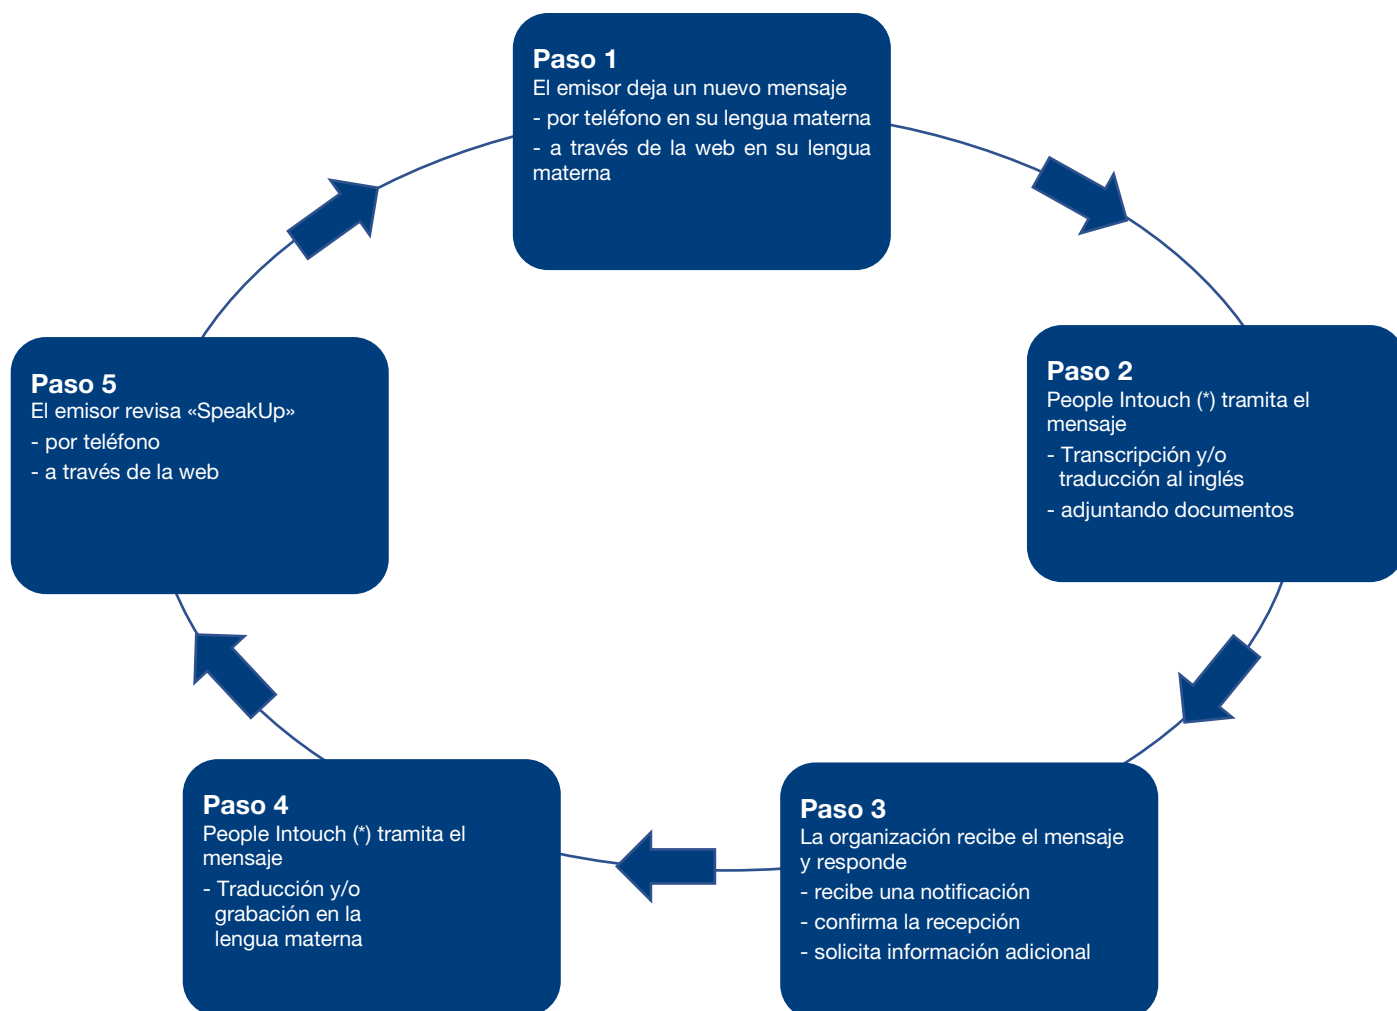 Paso 1
El emisor deja un nuevo mensaje
- por teléfono en su lengua materna
- a través de la web en su lengua
materna
Paso 2
People Intouch (*) tramita el
mensaje
- Transcripción y/o
traducción al inglés
- adjuntando documentos
Paso 3
La organización recibe el mensaje
y responde
- recibe una notificación
- confirma la recepción
- solicita información adicional
Paso 4
People Intouch (*) tramita el
mensaje
- Traducción y/o
grabación en la
lengua materna
Paso 5
El emisor revisa «SpeakUp»
- por teléfono
- a través de la web